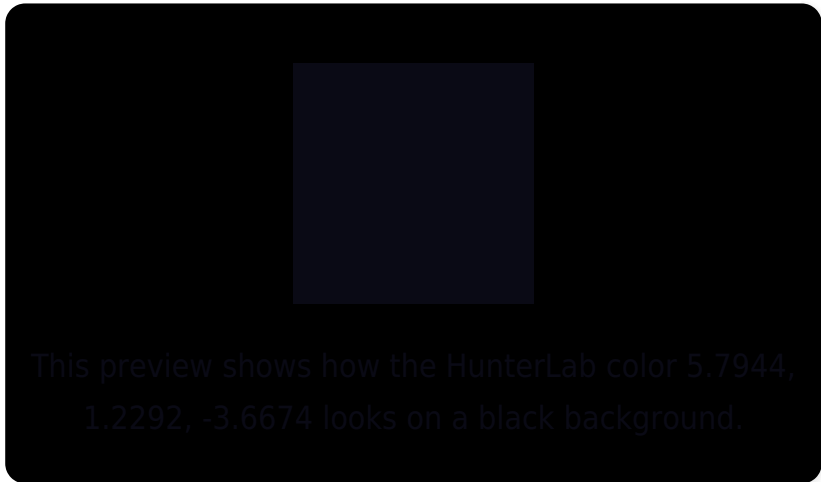 This preview shows how the HunterLab color 5.7944,
1.2292, -3.6674 looks on a black background.